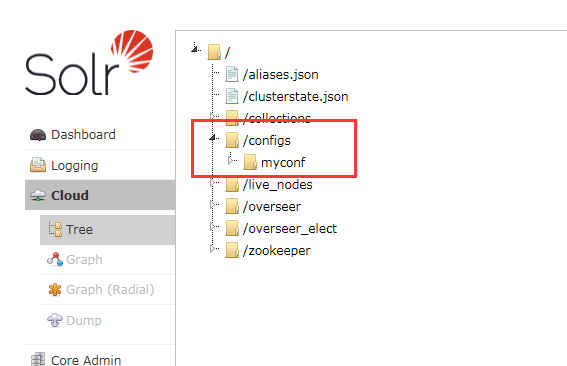 Solr
Dashboard
Logging
Cloud
Tree
Graph
Graph (Radial)
Dump
Core Admin
/
/aliases.json
/clusterstate.json
/collections
/configs
myconf
/live_nodes
/overseer
/overseer_elect
/zookeeper